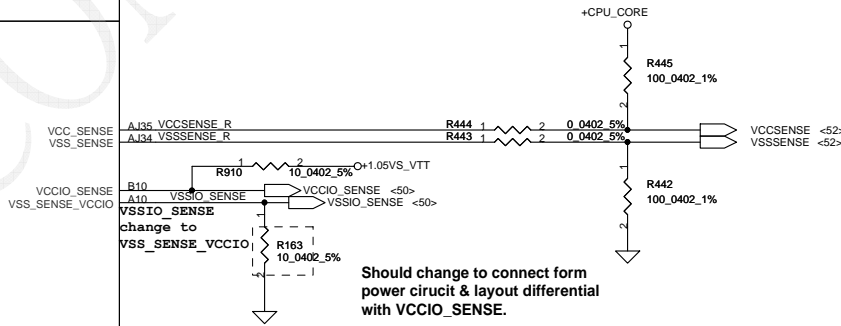 +CPU_CORE
1
R445
100_0402_1%
2
VCC_SENSE AJ35 VCCSENSE_R R444 1 2 0_0402_5% VCCSENSE <52>
VSS_SENSE AJ34 VSSSENSE_R R443 1 2 0_0402_5% VSSSENSE <52>
1 2
R910 10_0402_5% +1.05VS_VTT
VCCIO_SENSE B10 VCCIO_SENSE <50>
VSS_SENSE_VCCIO A10 VSSIO_SENSE VSSIO_SENSE <50>
1
R442
100_0402_1%
2
VSSIO_SENSE
change to
VSS_SENSE_VCCIO
1
R163
10_0402_5%
2
Should change to connect form
power cirucit & layout differential
with VCCIO_SENSE.